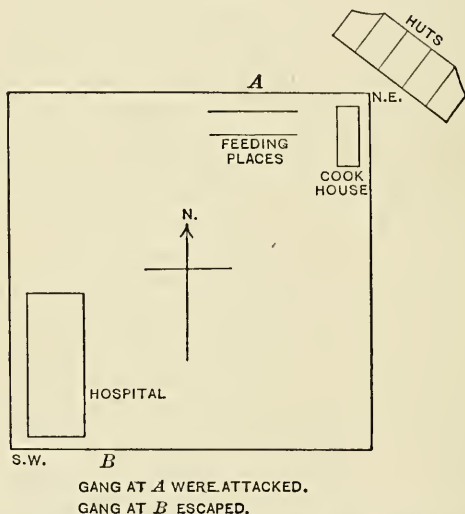 HUTS
A
N.E.
FEEDING
PLACES
COOK
HOUSE
N.
HOSPITAL
S.W.
B
GANG AT A WERE ATTACKED.
GANG AT B ESCAPED.